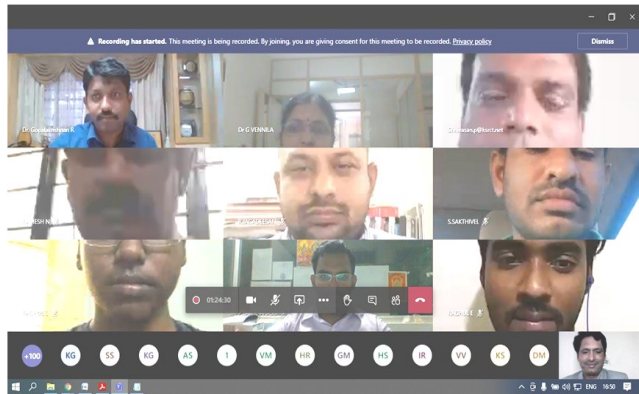 Recording has started. This meeting is being recorded. By joining, you are giving consent for this meeting to be recorded. Privacy policy
Dismiss
Dr. Gopalakrishnan R
Dr G VENNILA
S.SAKTHIVEL
01:24:30
+100
KG
SS
KG
AS
1
VM
HR
GM
HS
IR
VV
KS
DM
ENG
16:50